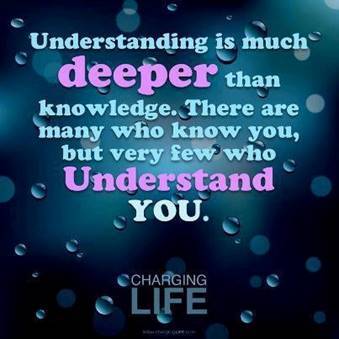 Understanding is much
deeper than
knowledge. There are
many who know you,
but very few who
Understand
YOU.
CHARGING
LIFE